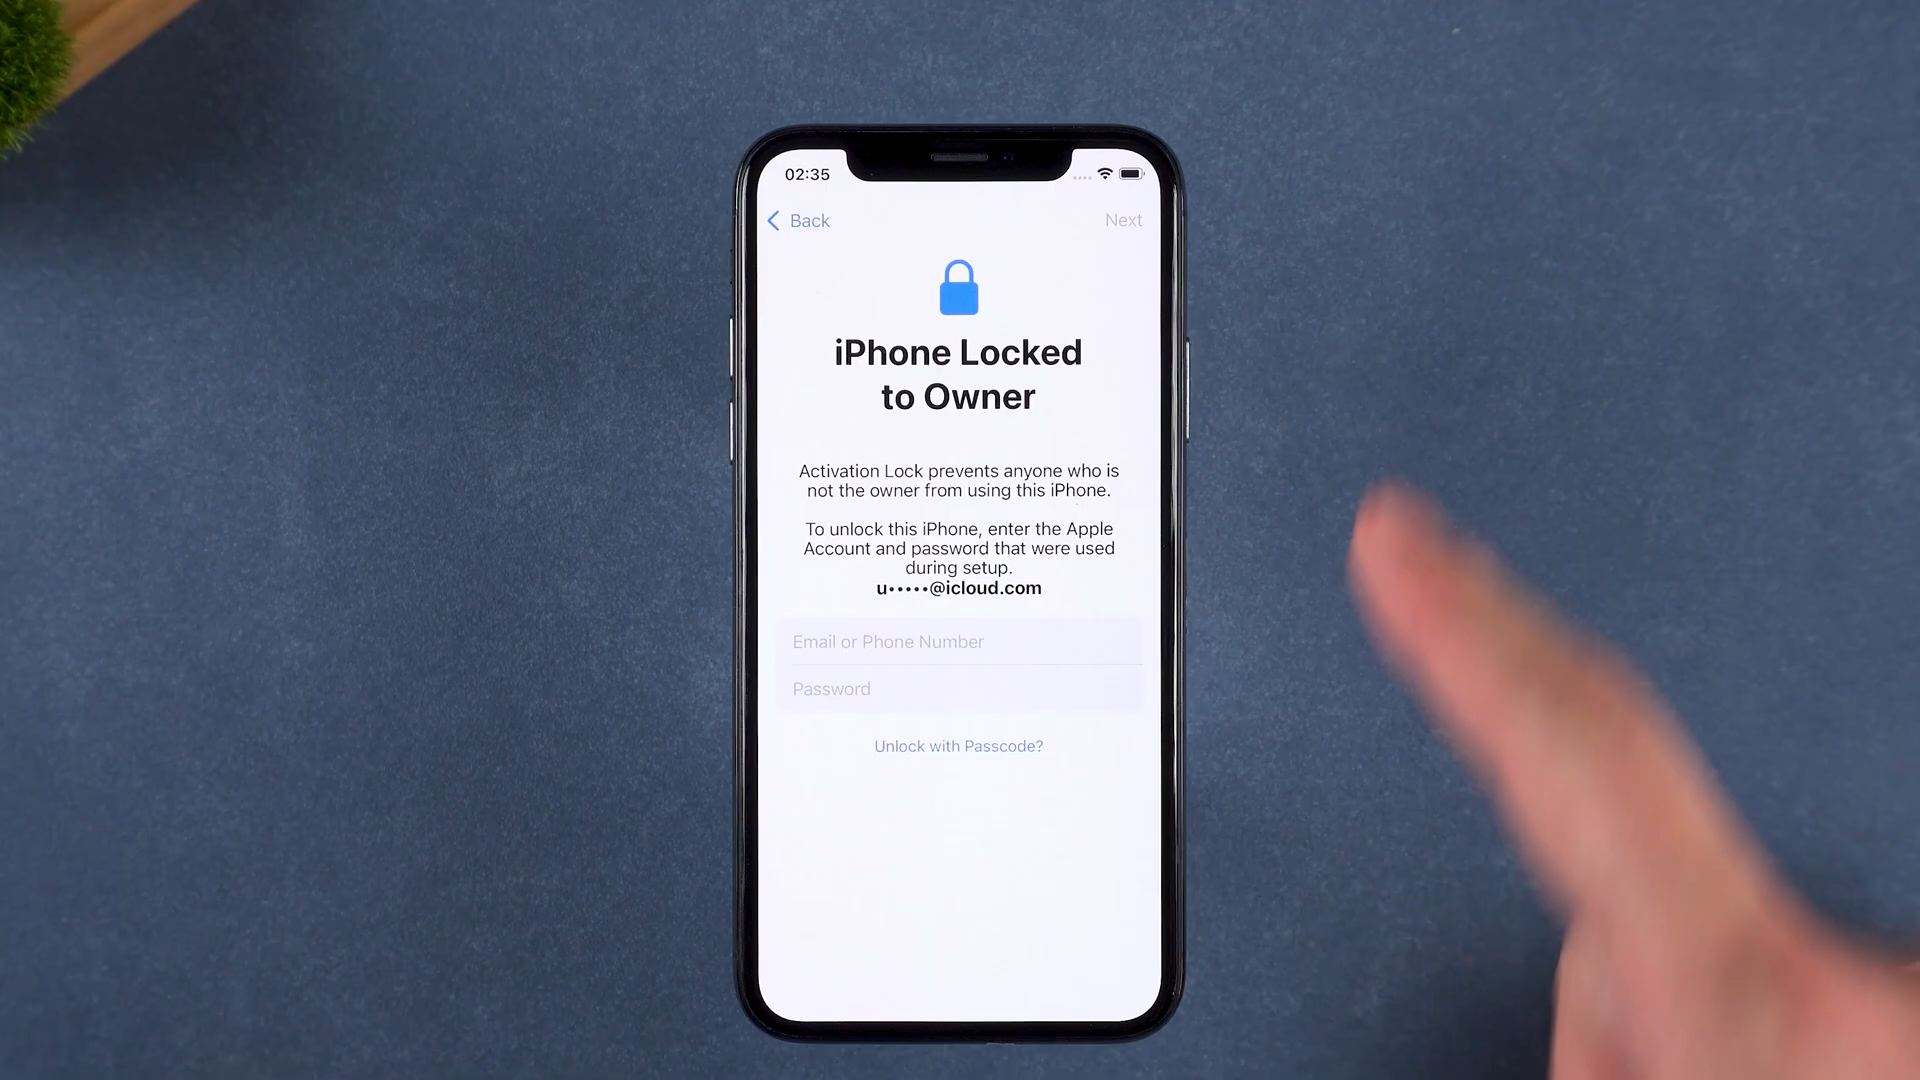 02:35
Back
Next
iPhone Locked
to Owner
Activation Lock prevents anyone who is
not the owner from using this iPhone.
To unlock this iPhone, enter the Apple
Account and password that were used
during setup.
u•••••@icloud.com
Email or Phone Number
Password
Unlock with Passcode?